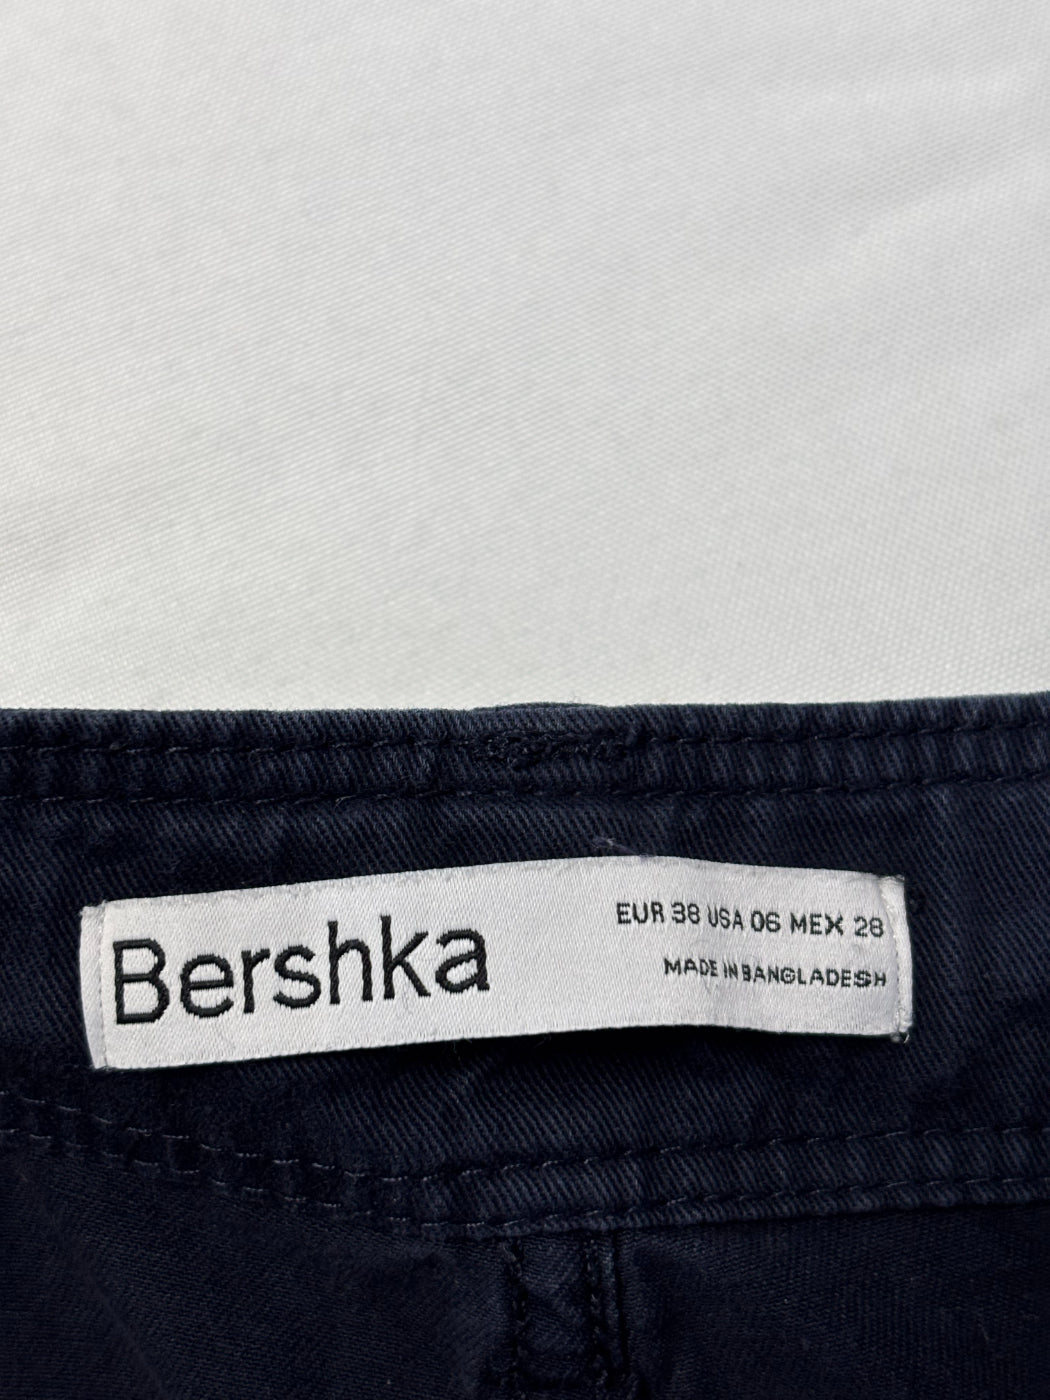 Bershka
EUR 38 USA 06 MEX 28
MADE IN BANGLADESH